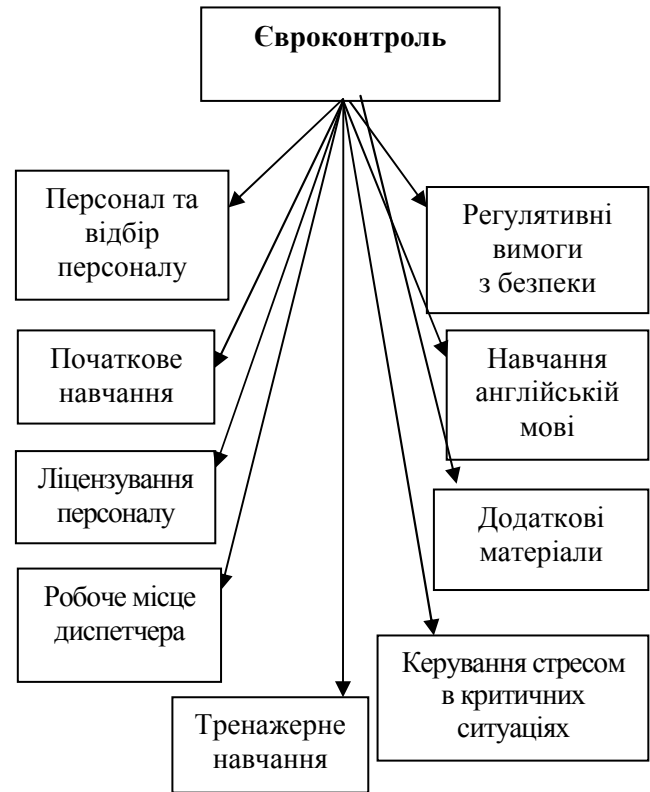 Євроконтроль
Персонал та
відбір
персоналу
Регулятивні
вимоги
з безпеки
Початкове
навчання
Навчання
англійській
мові
Ліцензування
персоналу
Додаткові
матеріали
Робоче місце
диспетчера
Керування стресом
в критичних
ситуаціях
Тренажерне
навчання